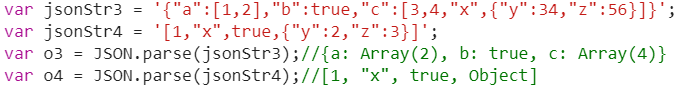 var jsonStr3 = '{"a":[1,2],"b":true,"c":[3,4,"x",{"y":34,"z":56}]}';
var jsonStr4 = '[1,"x",true,{"y":2,"z":3}]';
var o3 = JSON.parse(jsonStr3);//{a: Array(2), b: true, c: Array(4)}
var o4 = JSON.parse(jsonStr4);//[1, "x", true, Object]